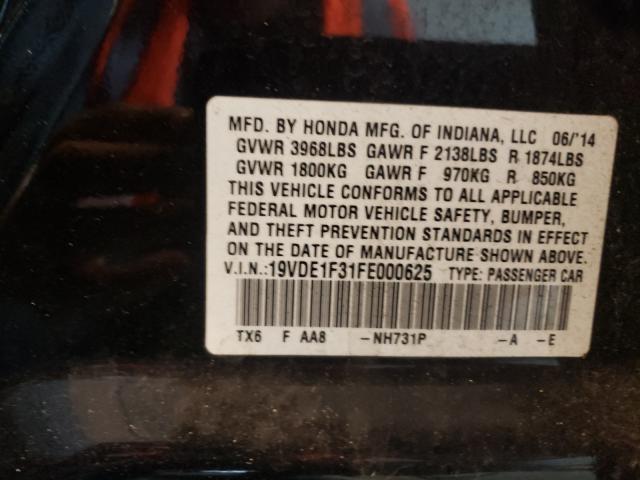 MFD. BY HONDA MFG. OF INDIANA, LLC 06/'14
GVWR 3968LBS GAWR F 2138LBS R 1874LBS
GVWR 1800KG GAWR F 970KG R 850KG
THIS VEHICLE CONFORMS TO ALL APPLICABLE
FEDERAL MOTOR VEHICLE SAFETY, BUMPER,
AND THEFT PREVENTION STANDARDS IN EFFECT
ON THE DATE OF MANUFACTURE SHOWN ABOVE.
V.I.N.:19VDE1F31FE000625 TYPE: PASSENGER CAR
TX6 F AA8 -NH731P -A -E